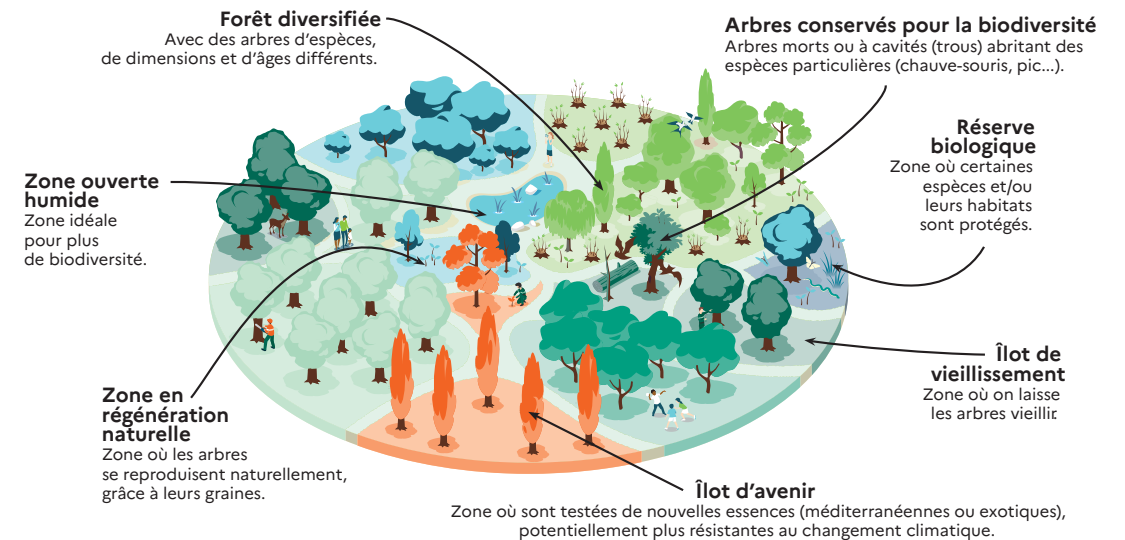 Forêt diversifiée
Avec des arbres d'espèces,
de dimensions et d'âges différents.
Arbres conservés pour la biodiversité
Arbres morts ou à cavités (trous) abritant des
espèces particulières (chauve-souris, pic...).
Réserve
biologique
Zone où certaines
espèces et/ou
leurs habitats
sont protégés.
Zone ouverte
humide
Zone idéale
pour plus
de biodiversité.
Îlot de
vieillissement
Zone où on laisse
les arbres vieillir.
Zone en
régénération
naturelle
Zone où les arbres
se reproduisent naturellement,
grâce à leurs graines.
Îlot d'avenir
Zone où sont testées de nouvelles essences (méditerranéennes ou exotiques),
potentiellement plus résistantes au changement climatique.